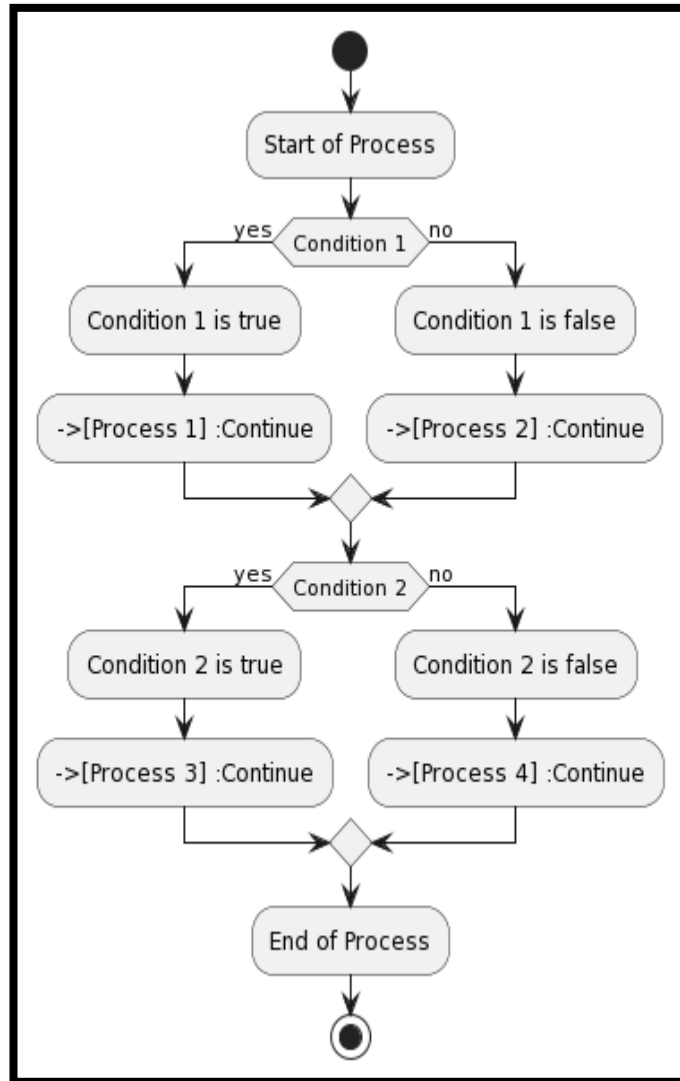 Start of Process
yes
Condition 1
no
Condition 1 is true
Condition 1 is false
->[Process 1] :Continue
->[Process 2] :Continue
yes
Condition 2
no
Condition 2 is true
Condition 2 is false
->[Process 3] :Continue
->[Process 4] :Continue
End of Process